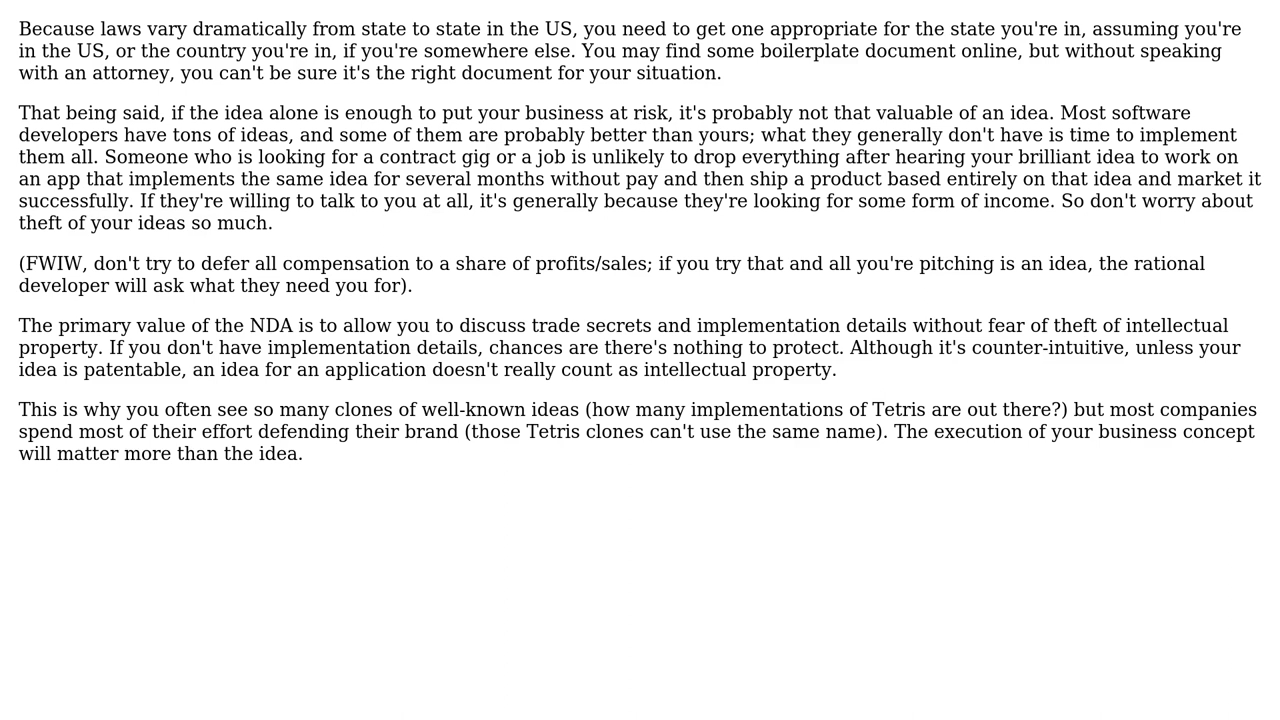 Because laws vary dramatically from state to state in the US, you need to get one appropriate for the state you're in, assuming you're
in the US, or the country you're in, if you're somewhere else. You may find some boilerplate document online, but without speaking
with an attorney, you can't be sure it's the right document for your situation.
That being said, if the idea alone is enough to put your business at risk, it's probably not that valuable of an idea. Most software
developers have tons of ideas, and some of them are probably better than yours; what they generally don't have is time to implement
them all. Someone who is looking for a contract gig or a job is unlikely to drop everything after hearing your brilliant idea to work on
an app that implements the same idea for several months without pay and then ship a product based entirely on that idea and market it
successfully. If they're willing to talk to you at all, it's generally because they're looking for some form of income. So don't worry about
theft of your ideas so much.
(FWIW, don't try to defer all compensation to a share of profits/sales; if you try that and all you're pitching is an idea, the rational
developer will ask what they need you for).
The primary value of the NDA is to allow you to discuss trade secrets and implementation details without fear of theft of intellectual
property. If you don't have implementation details, chances are there's nothing to protect. Although it's counter-intuitive, unless your
idea is patentable, an idea for an application doesn't really count as intellectual property.
This is why you often see so many clones of well-known ideas (how many implementations of Tetris are out there?) but most companies
spend most of their effort defending their brand (those Tetris clones can't use the same name). The execution of your business concept
will matter more than the idea.